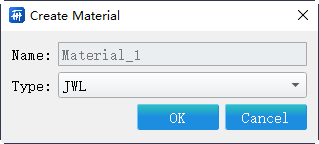 Create Material
Name: Material_1
Type: JWL
OK Cancel